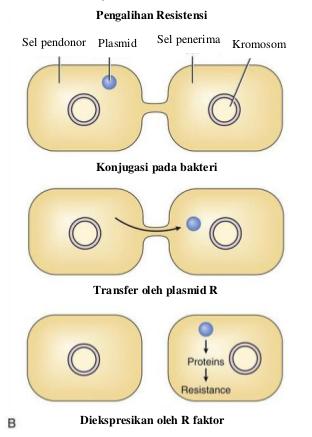 Pengalihan Resistensi
Sel pendonor Plasmid Sel penerima Kromosom
Konjugasi pada bakteri
Transfer oleh plasmid R
Proteins
Resistance
B Diekspresikan oleh R faktor